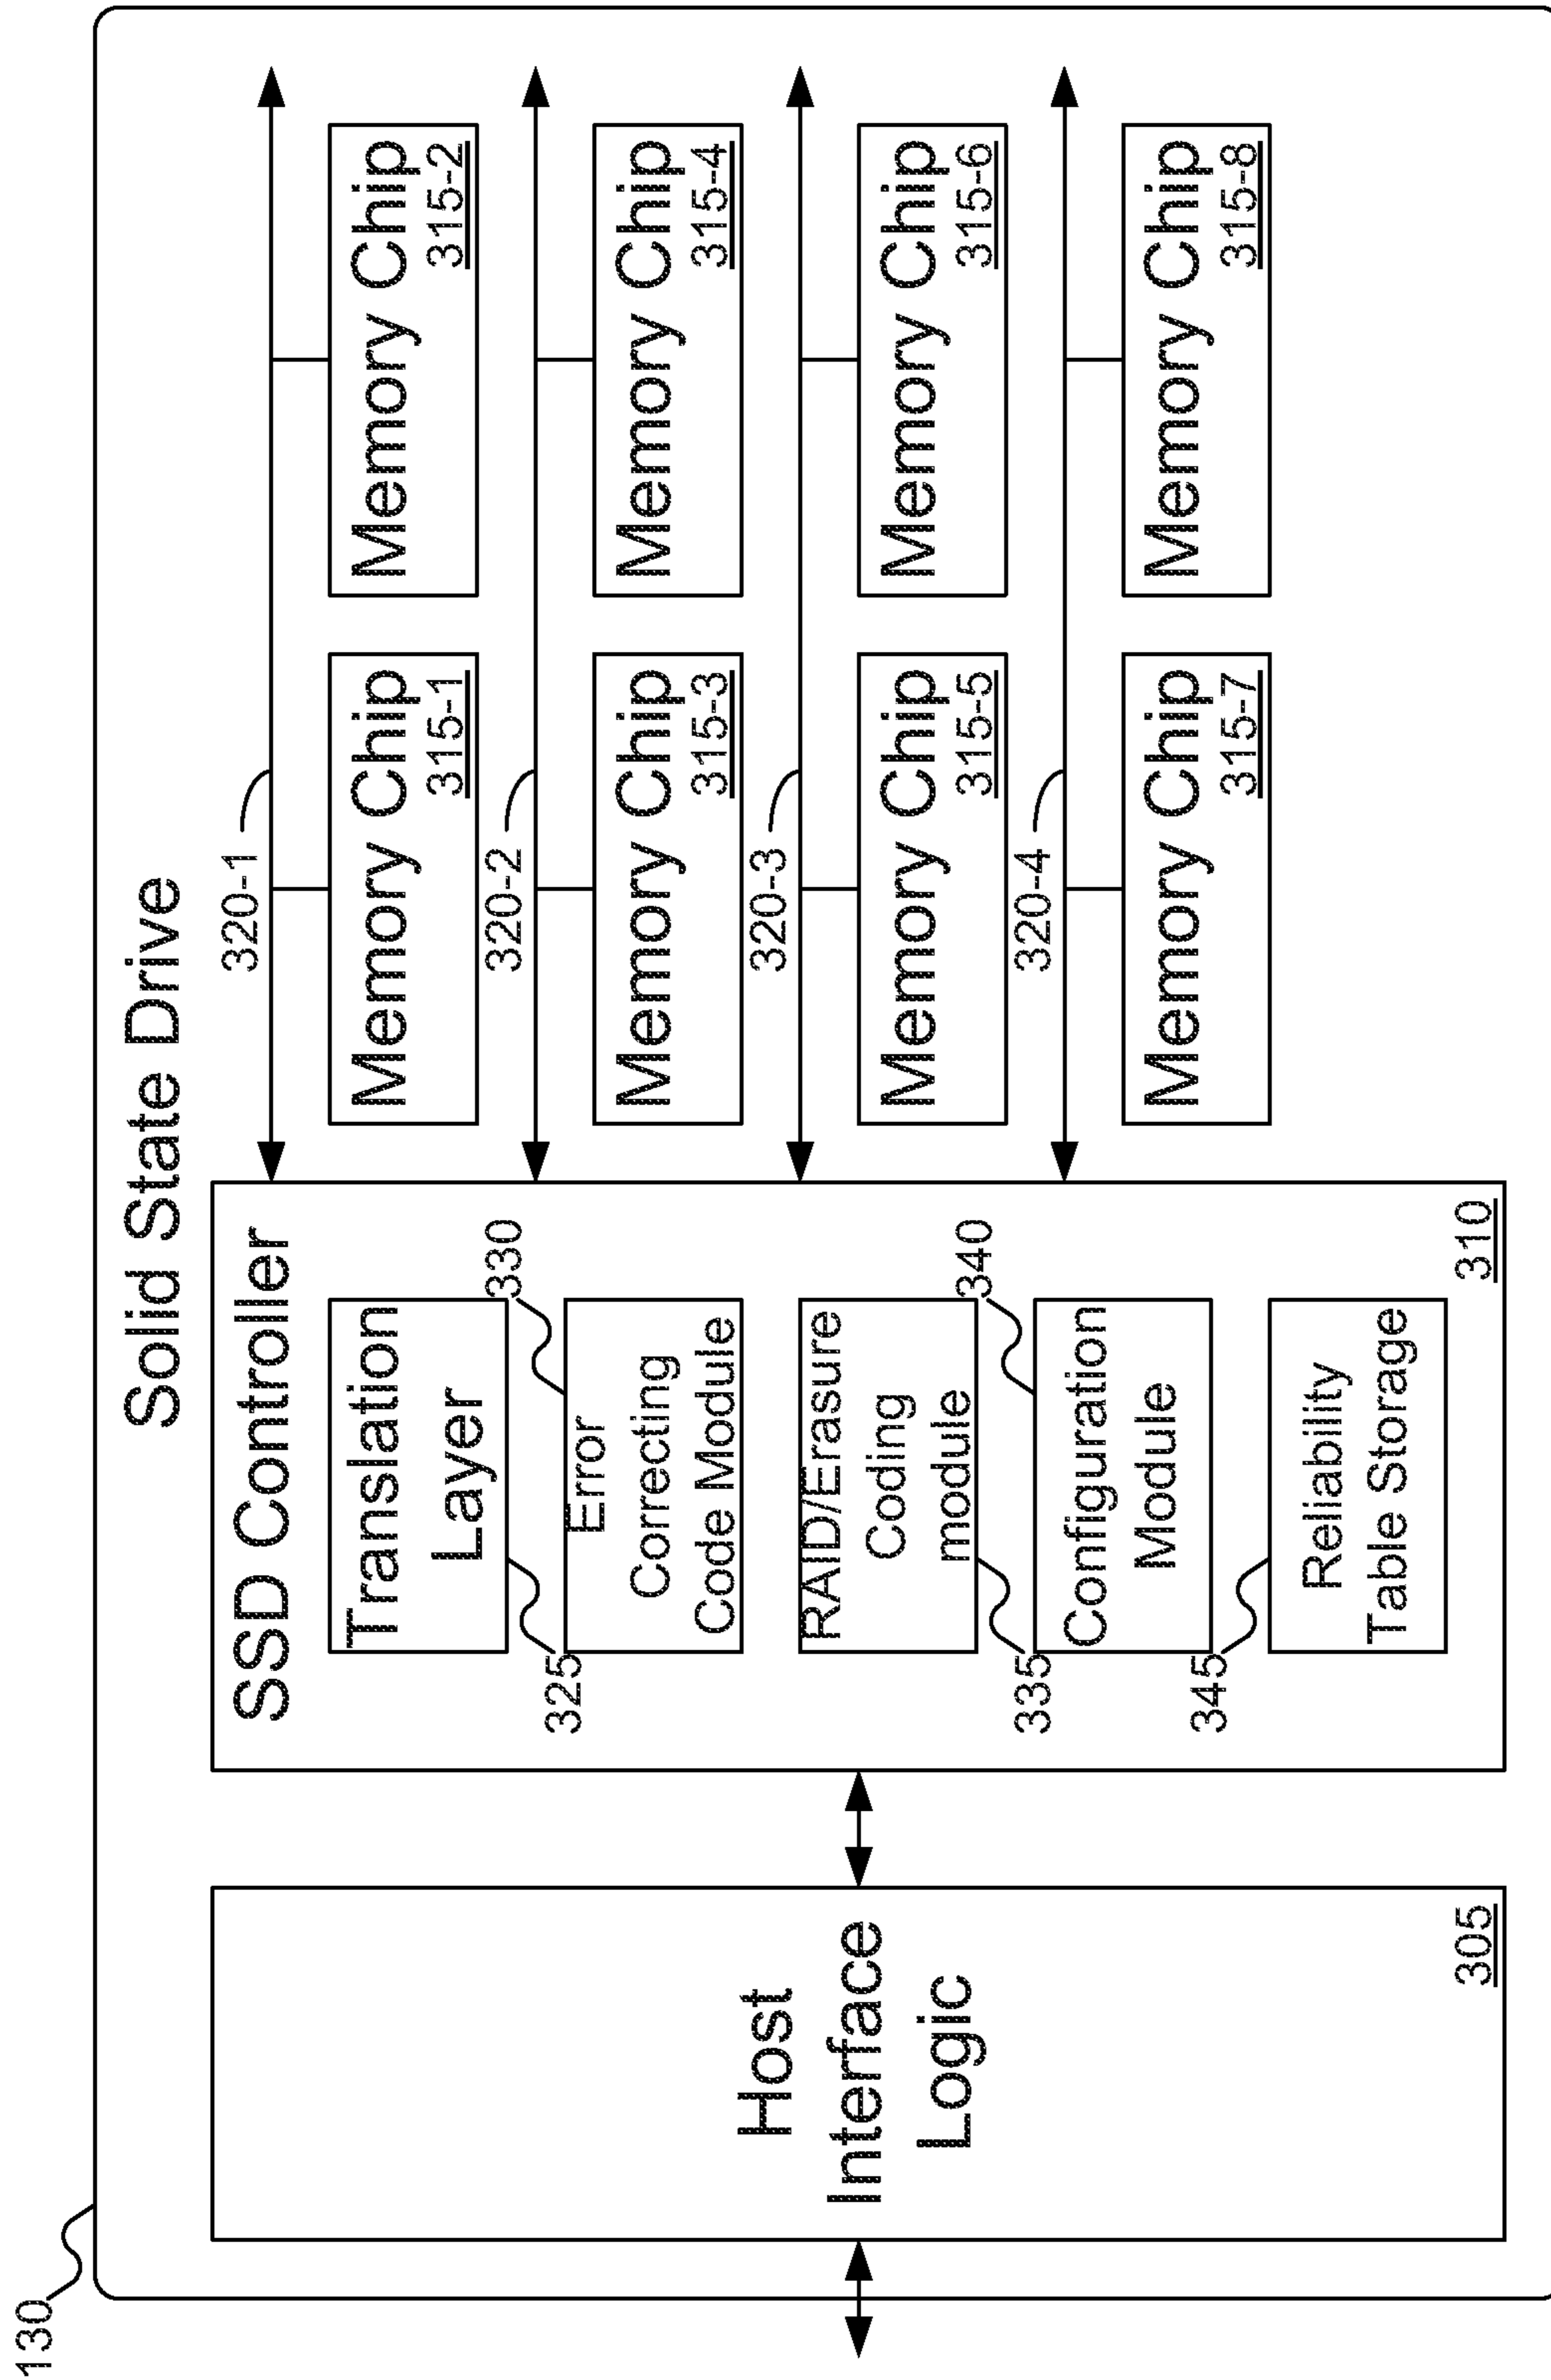 130
Solid State Drive
Host
Interface
Logic
305
SSD Controller
Translation
Layer
325
330
Error
Correcting
Code Module
RAID/Erasure
Coding
module
335
340
Configuration
Module
345
Reliability
Table Storage
310
320-1
Memory Chip
315-1
Memory Chip
315-2
320-2
Memory Chip
315-3
Memory Chip
315-4
320-3
Memory Chip
315-5
Memory Chip
315-6
320-4
Memory Chip
315-7
Memory Chip
315-8